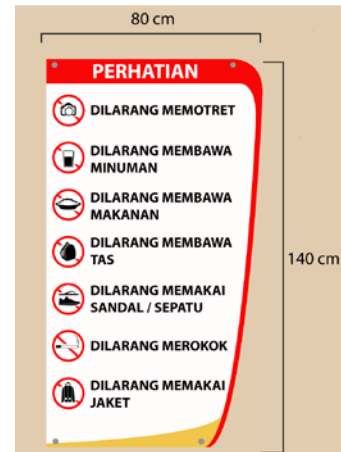 80 cm
PERHATIAN
DILARANG MEMOTRET
DILARANG MEMBAWA
MINUMAN
DILARANG MEMBAWA
MAKANAN
DILARANG MEMBAWA
TAS
DILARANG MEMAKAI
SANDAL / SEPATU
DILARANG MEROKOK
DILARANG MEMAKAI
JAKET
140 cm